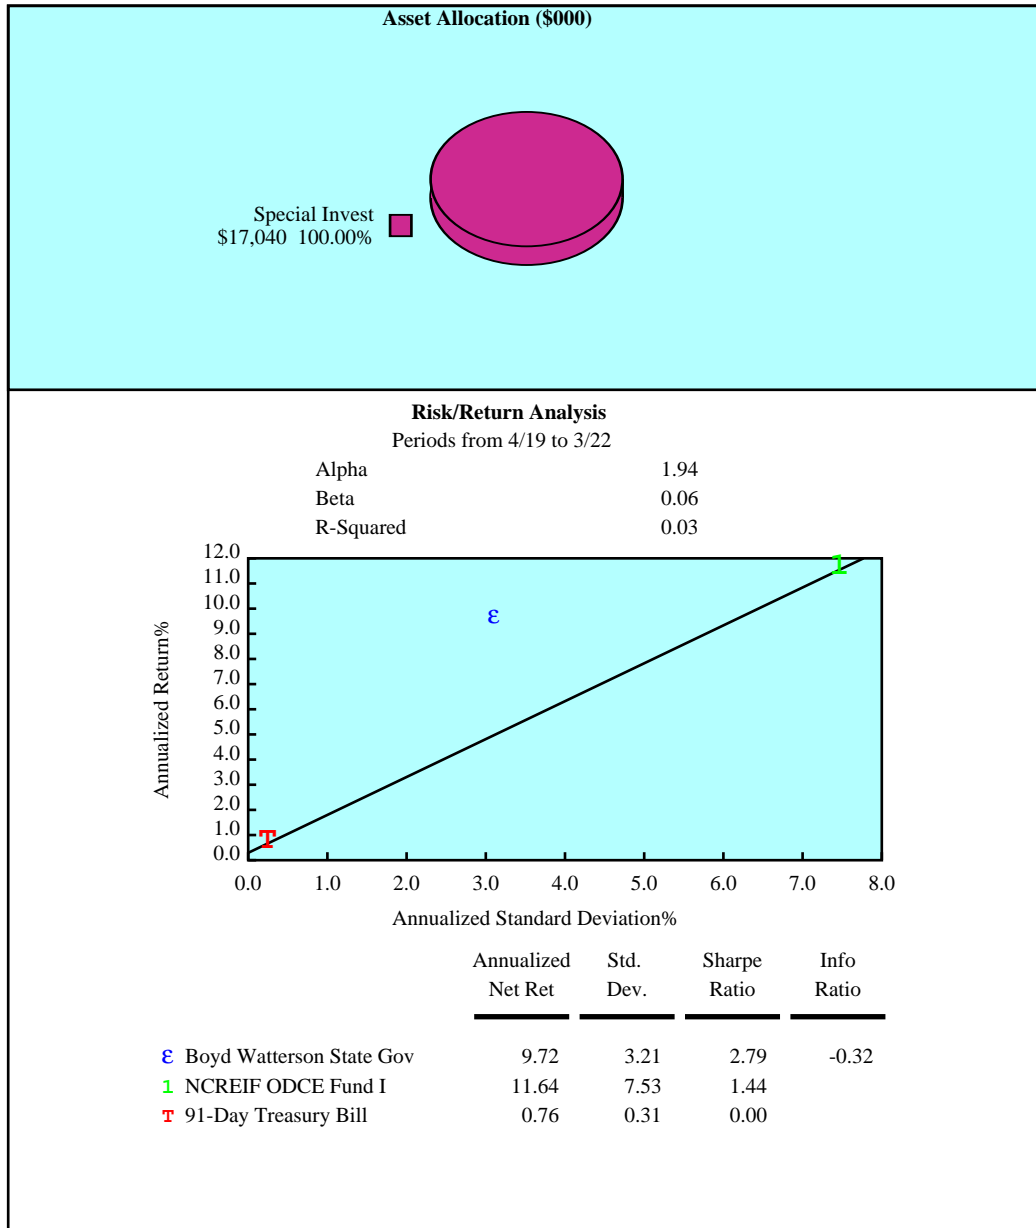 Asset Allocation ($000)
Special Invest
$17,040 100.00%
Risk/Return Analysis
Periods from 4/19 to 3/22
Alpha 1.94
Beta 0.06
R-Squared 0.03
12.0
11.0
10.0
9.0
8.0
7.0
6.0
5.0
4.0
3.0
2.0
1.0
0.0
Annualized Return%
ε
1
T
0.0 1.0 2.0 3.0 4.0 5.0 6.0 7.0 8.0
Annualized Standard Deviation%
Annualized Std. Sharpe Info
Net Ret Dev. Ratio Ratio
ε Boyd Watterson State Gov 9.72 3.21 2.79 -0.32
1 NCREIF ODCE Fund I 11.64 7.53 1.44
T 91-Day Treasury Bill 0.76 0.31 0.00